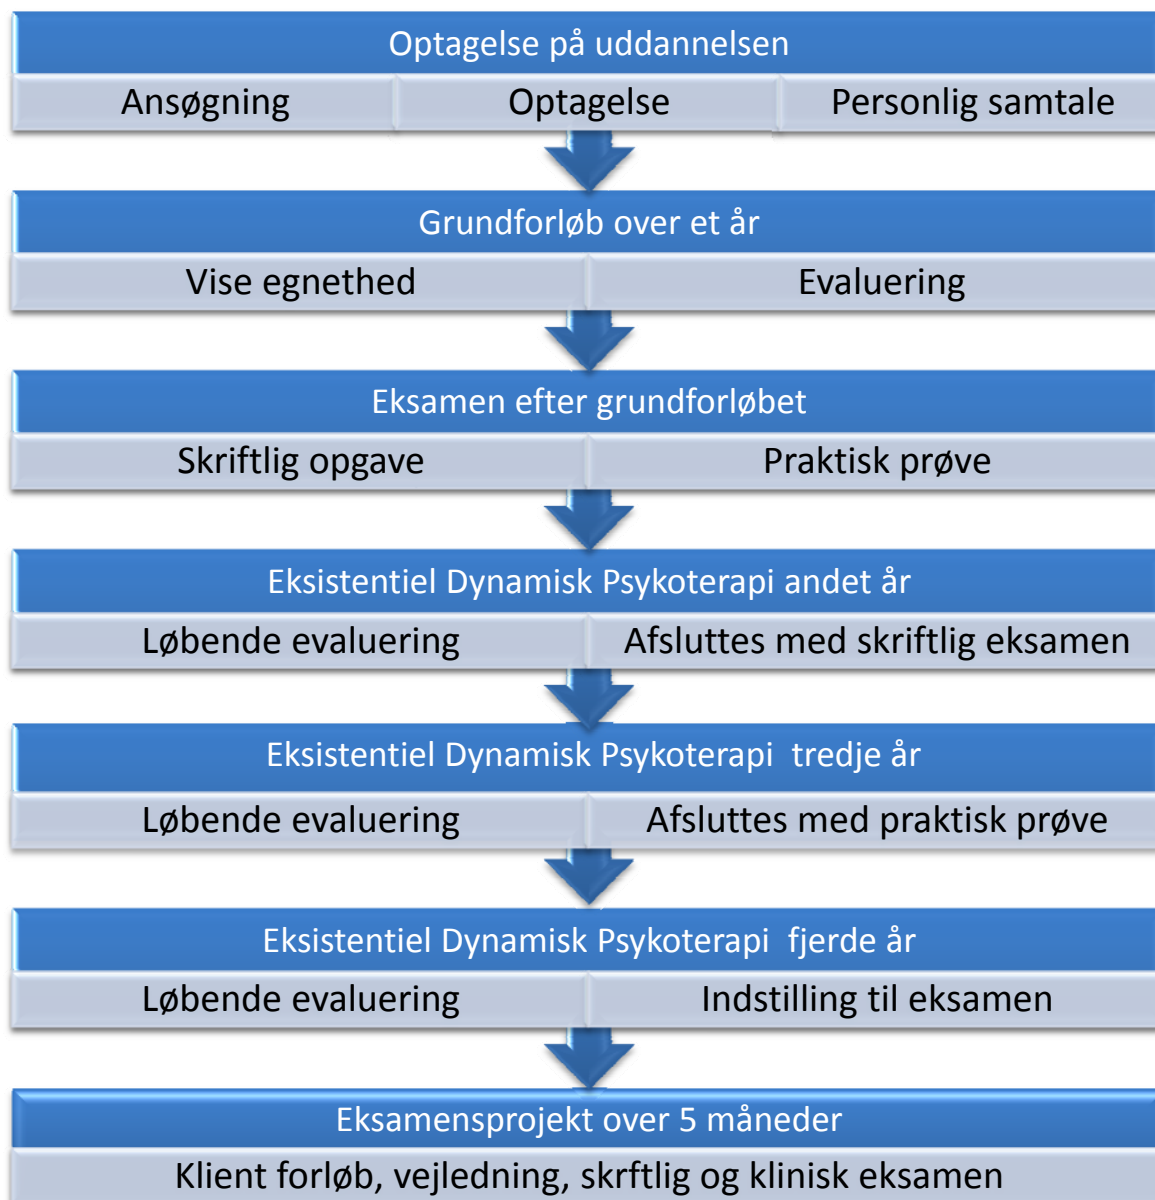 Optagelse på uddannelsen
Ansøgning
Optagelse
Personlig samtale
Grundforløb over et år
Vise egnethed
Evaluering
Eksamen efter grundforløbet
Skriftlig opgave
Praktisk prøve
Eksistentiel Dynamisk Psykoterapi andet år
Løbende evaluering
Afsluttes med skriftlig eksamen
Eksistentiel Dynamisk Psykoterapi  tredje år
Løbende evaluering
Afsluttes med praktisk prøve
Eksistentiel Dynamisk Psykoterapi  fjerde år
Løbende evaluering
Indstilling til eksamen
Eksamensprojekt over 5 måneder
Klient forløb, vejledning, skrftlig og klinisk eksamen